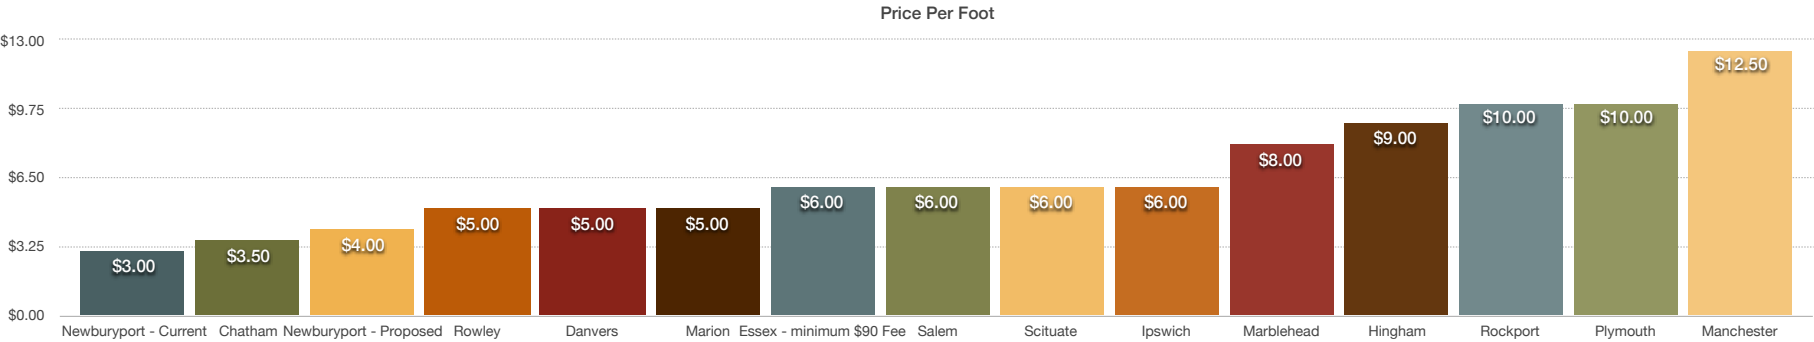 Price Per Foot
$13.00
$9.75
$6.50
$3.25
$0.00
$3.00
$3.50
$4.00
$5.00
$5.00
$5.00
$6.00
$6.00
$6.00
$6.00
$8.00
$9.00
$10.00
$10.00
$12.50
Newburyport - Current
Chatham
Newburyport - Proposed
Rowley
Danvers
Marion
Essex - minimum $90 Fee
Salem
Scituate
Ipswich
Marblehead
Hingham
Rockport
Plymouth
Manchester